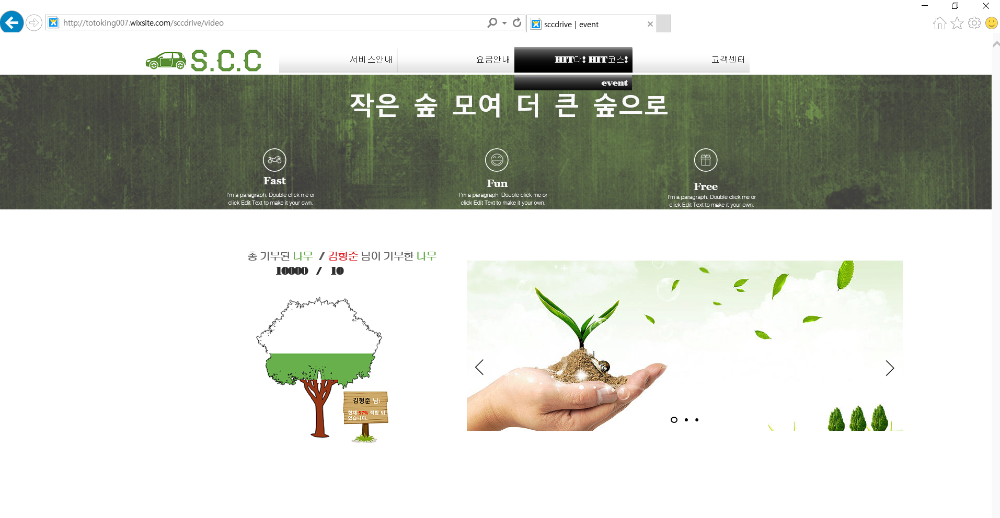 http://totoking007.wixsite.com/sccdrive/video
sccdrive | event
S.C.C
서비스안내
요금안내
HIT다! HIT코스!
고객센터
event
작은 숲 모여 더 큰 숲으로
Fast
I'm a paragraph. Double click me or
click Edit Text to make it your own.
Fun
I'm a paragraph. Double click me or
click Edit Text to make it your own.
Free
I'm a paragraph. Double click me or
click Edit Text to make it your own.
총 기부된 나무 / 김형준 님이 기부한 나무
10000 / 10
김형준 님!
현재 57% 적립 되
었습니다.